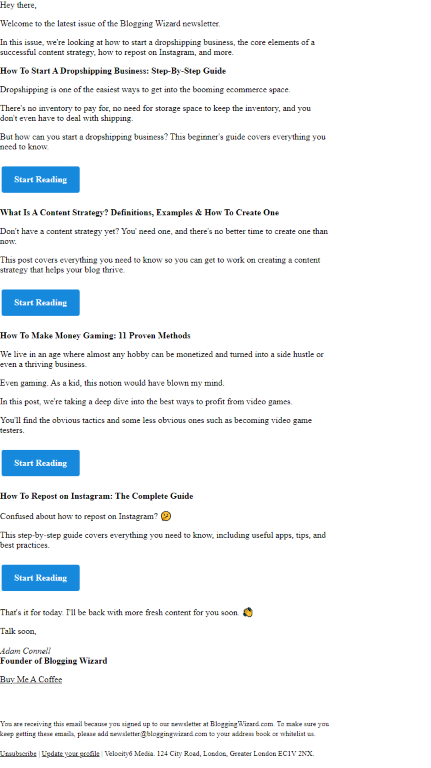 Hey there,
Welcome to the latest issue of the Blogging Wizard newsletter.
In this issue, we're looking at how to start a dropshipping business, the core elements of a
successful content strategy, how to repost on Instagram, and more.
How To Start A Dropshipping Business: Step-By-Step Guide
Dropshipping is one of the easiest ways to get into the booming ecommerce space.
There's no inventory to pay for, no need for storage space to keep the inventory, and you
don't even have to deal with shipping.
But how can you start a dropshipping business? This beginner's guide covers everything you
need to know.
Start Reading
What Is A Content Strategy? Definitions, Examples & How To Create One
Don't have a content strategy yet? You' need one, and there's no better time to create one than
now.
This post covers everything you need to know so you can get to work on creating a content
strategy that helps your blog thrive.
Start Reading
How To Make Money Gaming: 11 Proven Methods
We live in an age where almost any hobby can be monetized and turned into a side hustle or
even a thriving business.
Even gaming. As a kid, this notion would have blown my mind.
In this post, we're taking a deep dive into the best ways to profit from video games.
You'll find the obvious tactics and some less obvious ones such as becoming video game
testers.
Start Reading
How To Repost on Instagram: The Complete Guide
Confused about how to repost on Instagram? 😕
This step-by-step guide covers everything you need to know, including useful apps, tips, and
best practices.
Start Reading
That's it for today. I'll be back with more fresh content for you soon. 👏
Talk soon,
Adam Connell
Founder of Blogging Wizard
Buy Me A Coffee
You are receiving this email because you signed up to our newsletter at BloggingWizard.com. To make sure you
keep getting these emails, please add newsletter@bloggingwizard.com to your address book or whitelist us.
Unsubscribe | Update your profile | Velocity6 Media. 124 City Road, London, Greater London EC1V 2NX.